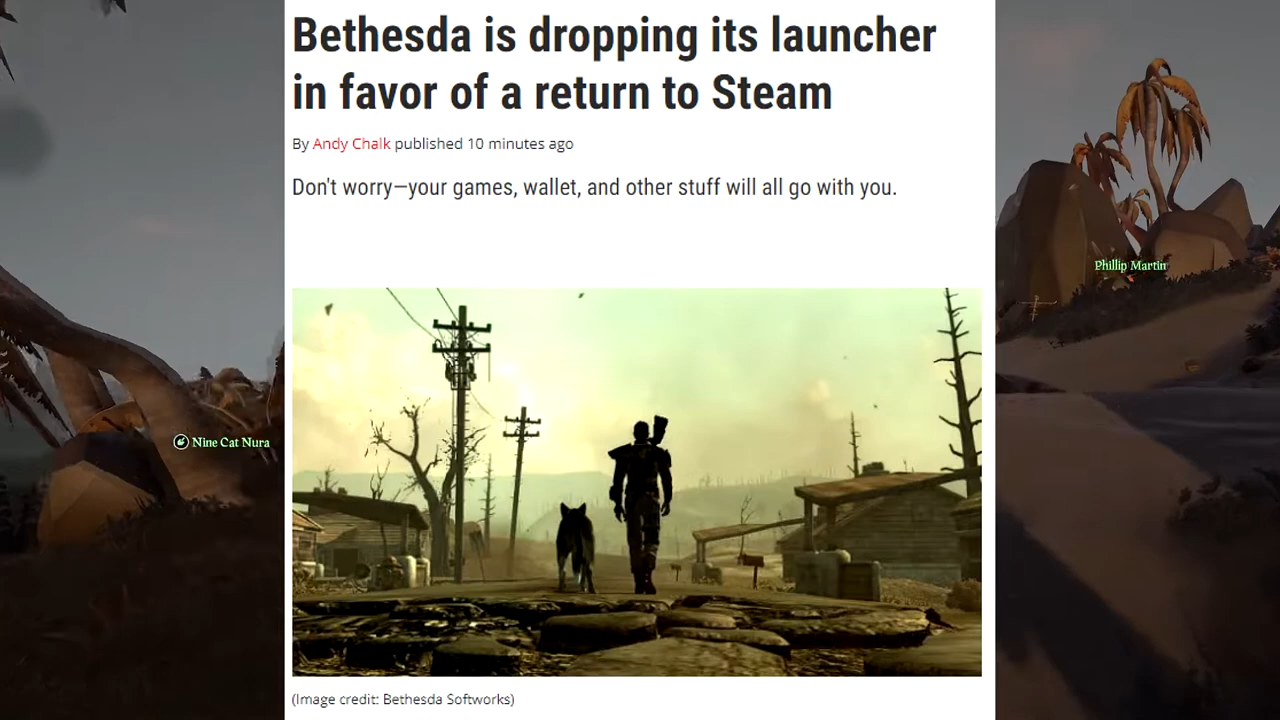 Bethesda is dropping its launcher
in favor of a return to Steam
By Andy Chalk published 10 minutes ago
Don't worry—your games, wallet, and other stuff will all go with you.
Phillip Martin
Nine Cat Nura
(Image credit: Bethesda Softworks)